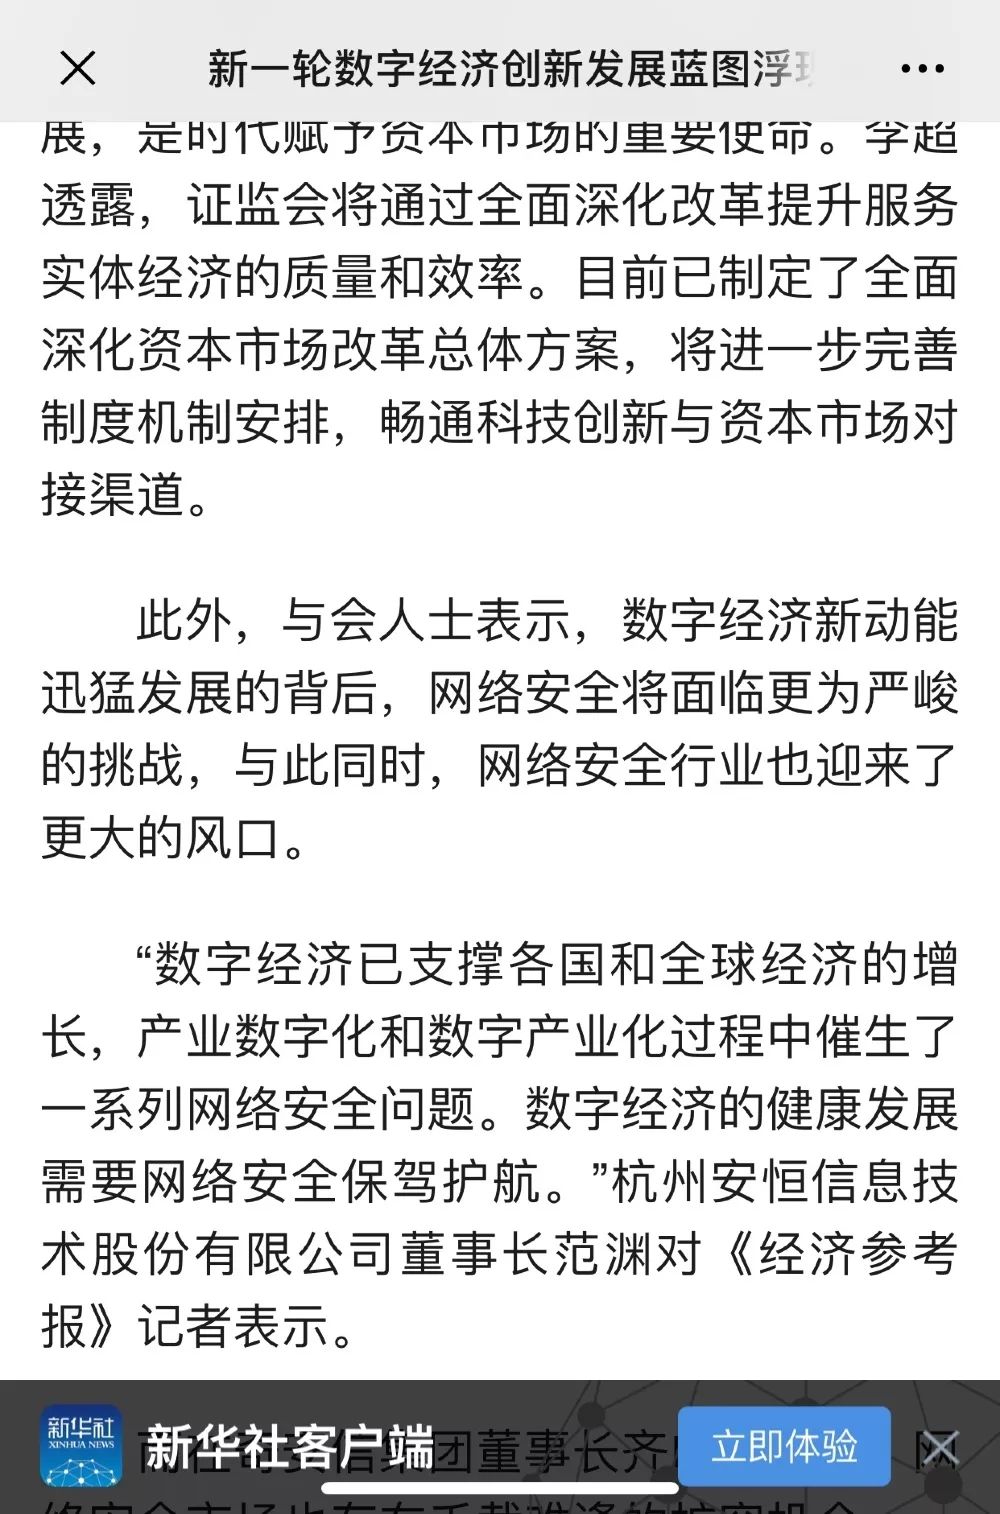 新一轮数字经济创新发展蓝图浮现
展，是时代赋予资本市场的重要使命。李超
透露，证监会将通过全面深化改革提升服务
实体经济的质量和效率。目前已制定了全面
深化资本市场改革总体方案，将进一步完善
制度机制安排，畅通科技创新与资本市场对
接渠道。
此外，与会人士表示，数字经济新动能
迅猛发展的背后，网络安全将面临更为严峻
的挑战，与此同时，网络安全行业也迎来了
更大的风口。
“数字经济已支撑各国和全球经济的增
长，产业数字化和数字产业化过程中催生了
一系列网络安全问题。数字经济的健康发展
需要网络安全保驾护航。”杭州安恒信息技
术股份有限公司董事长范渊对《经济参考
报》记者表示。
新华社
XINHUA NEWS
新华社客户端
立即体验
团董事长齐
网